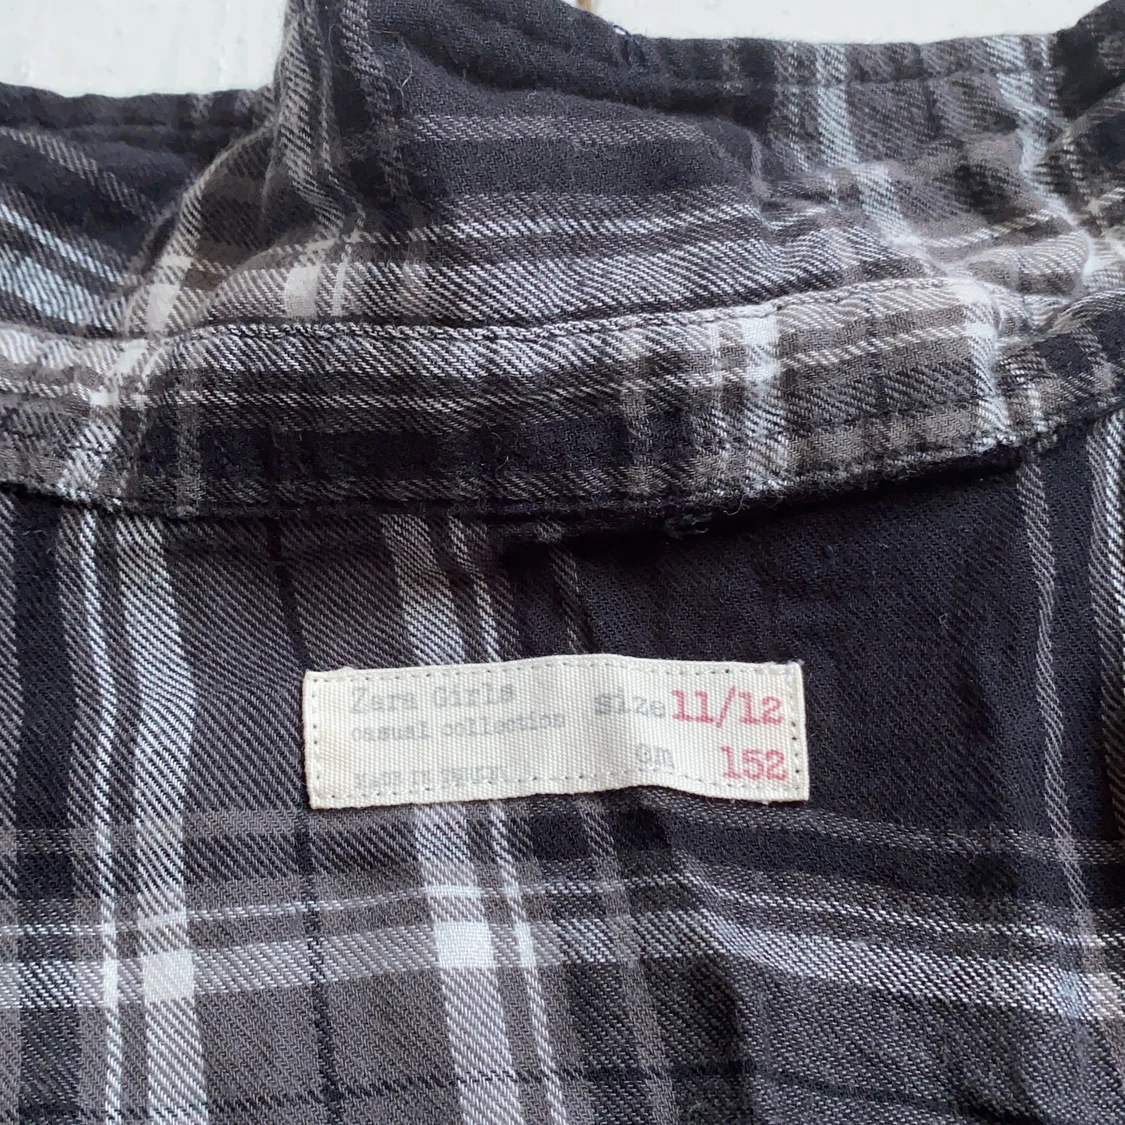 Zara Girls size 11/12
casual collection
cm 152
MADE IN